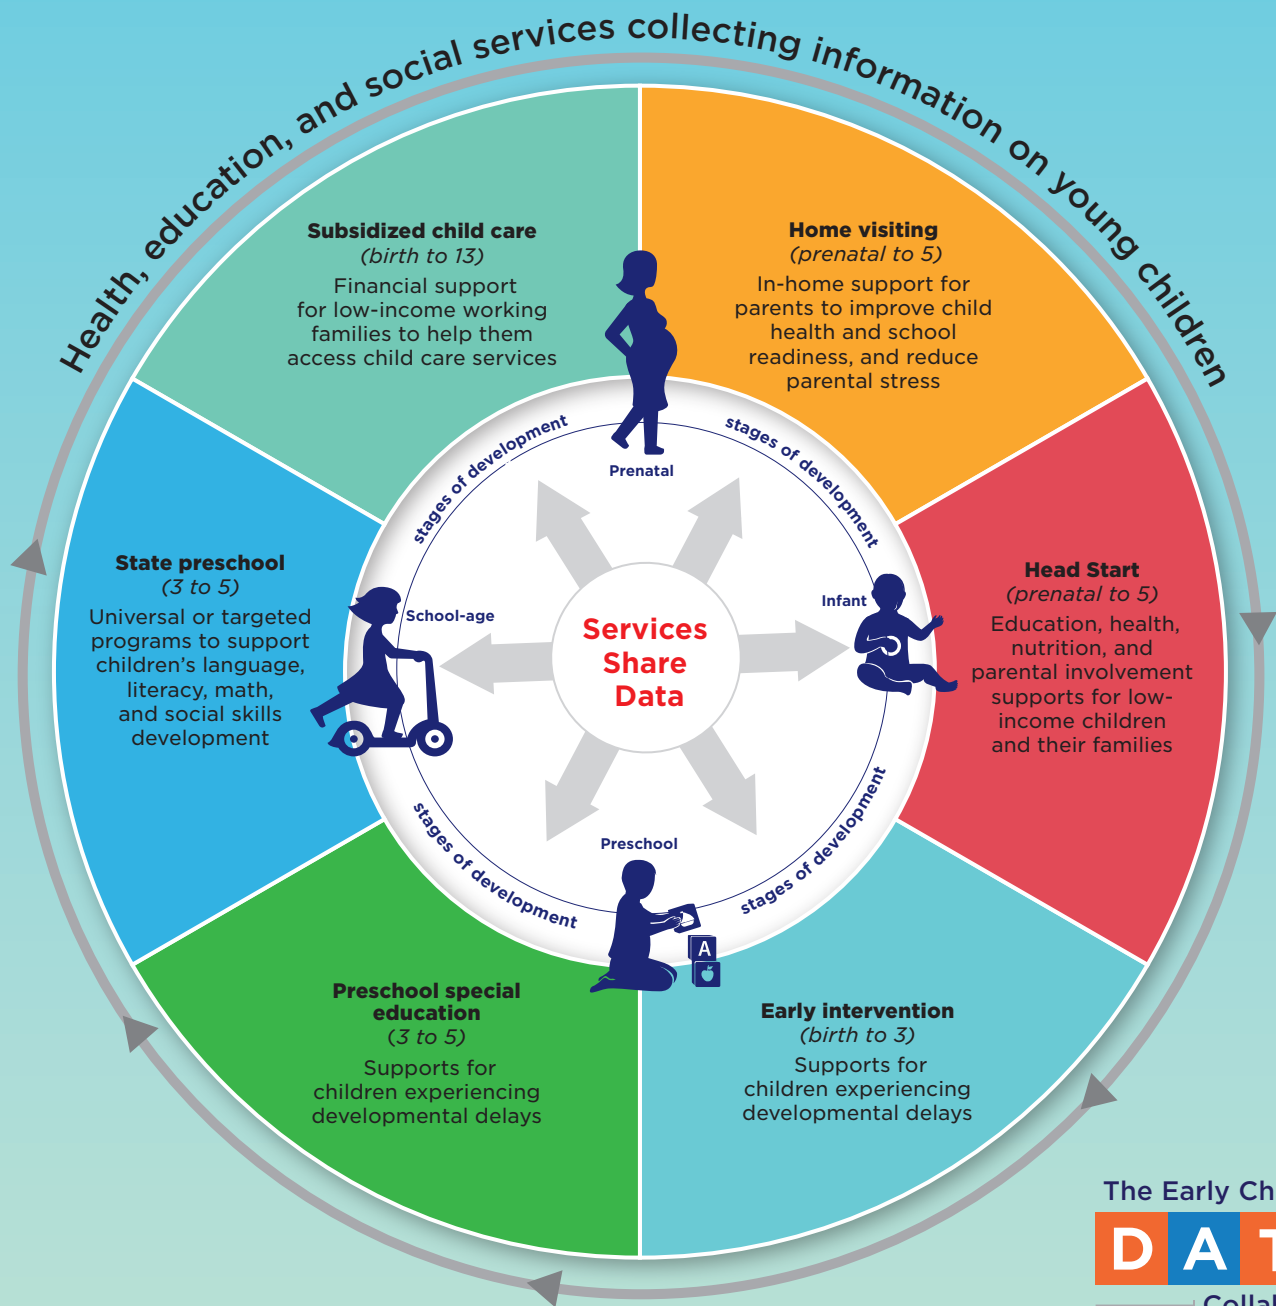 Health, education, and social services collecting information on young children
Subsidized child care
(birth to 13)
Financial support
for low-income working
families to help them
access child care services
Home visiting
(prenatal to 5)
In-home support for
parents to improve child
health and school
readiness, and reduce
parental stress
Head Start
(prenatal to 5)
Education, health,
nutrition, and
parental involvement
supports for low-
income children
and their families
Early intervention
(birth to 3)
Supports for
children experiencing
developmental delays
Preschool special
education
(3 to 5)
Supports for
children experiencing
developmental delays
State preschool
(3 to 5)
Universal or targeted
programs to support
children’s language,
literacy, math,
and social skills
development
stages of development
stages of development
stages of development
stages of development
Prenatal
Infant
Preschool
School-age
Services
Share
Data
A
The Early Ch
DAT
Collab